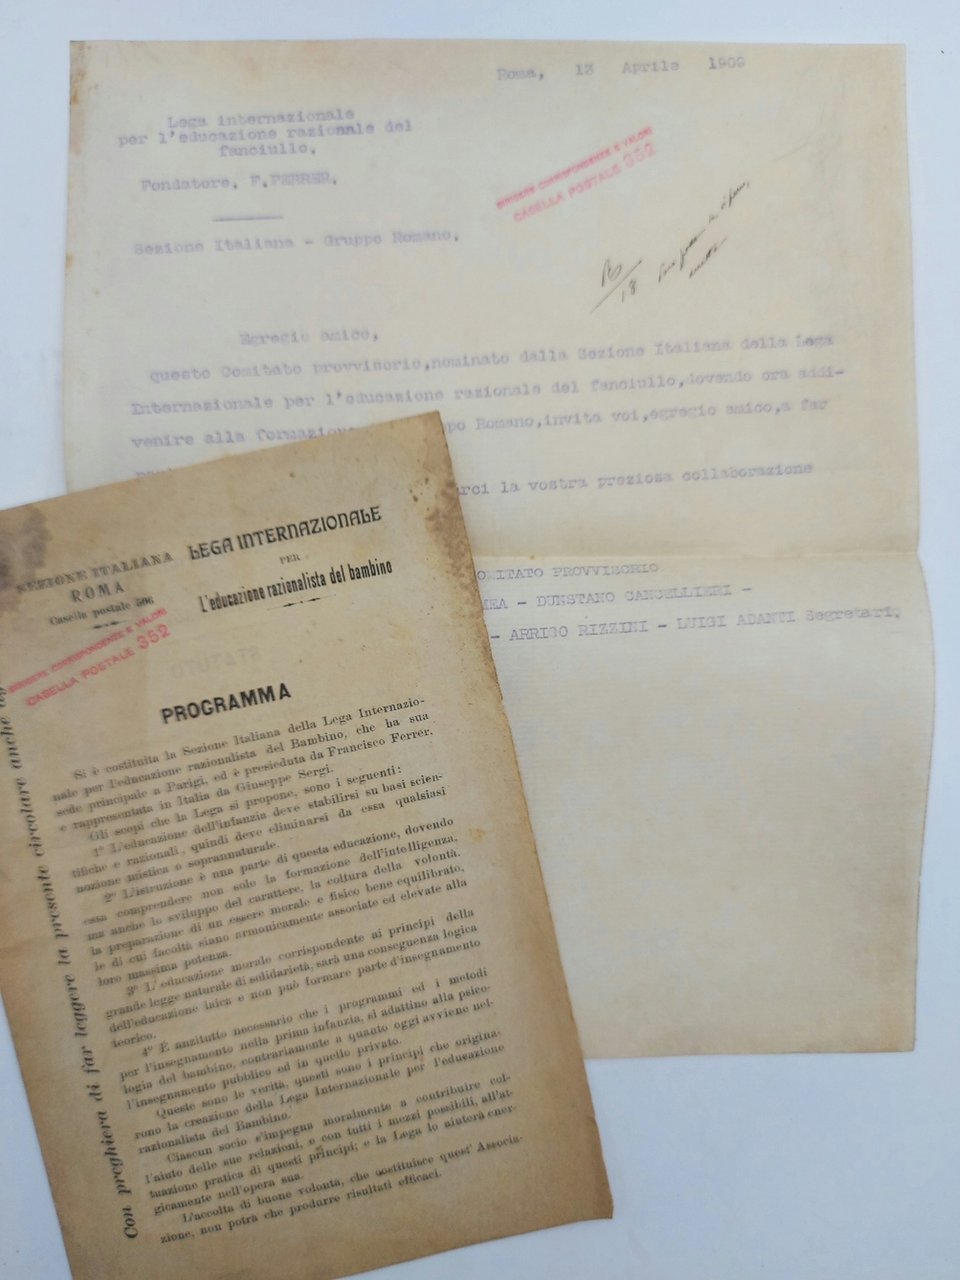 Roma, 13 Aprile 1909
Lega internazionale
per l'educazione razionale del
fanciullo.
Fondatore, F.FERRER.
Sezione Italiana - Gruppo Romano.
DIRIGERE CORRISPONDENZE E VALORI
CASELLA POSTALE 352
18
Egregio amico,
questo Comitato provvisorio,nominato dalla Sezione Italiana della Lega
Internazionale per l'educazione razionale del fanciullo,dovendo ora addi-
venire alla formazione Romano,invita voi,egregio amico,a far
la vostra preziosa collaborazione
COMITATO PROVVISORIO
- DUNSTANO CANCELLIERI -
- ARRIGO RIZZINI - LUIGI ADANTI Segretari.
SEZIONE ITALIANA
ROMA
Casella postale 506
LEGA INTERNAZIONALE
PER
L'educazione razionalista del bambino
DIRIGERE CORRISPONDENZE E VALORI
CASELLA POSTALE 352
STATUTO
PROGRAMMA
Si è costituita la Sezione Italiana della Lega Internazio-
nale per l'educazione razionalista del Bambino, che ha sua
sede principale a Parigi, ed è presieduta da Francisco Ferrer,
e rappresentata in Italia da Giuseppe Sergi.
Gli scopi che la Lega si propone, sono i seguenti:
1° L'educazione dell'infanzia deve stabilirsi su basi scien-
tifiche e razionali, quindi deve eliminarsi da essa qualsiasi
nozione mistica o soprannaturale.
2° L'istruzione è una parte di questa educazione, dovendo
essa comprendere non solo la formazione dell'intelligenza,
ma anche lo sviluppo del carattere, la coltura della volontà,
la preparazione di un essere morale e fisico bene equilibrato,
le di cui facoltà siano armonicamente associate ed elevate alla
loro massima potenza.
3° L'educazione morale corrispondente ai principi della
grande legge naturale di solidarietà, sarà una conseguenza logica
dell'educazione laica e non può formare parte d'insegnamento
teorico.
4° È anzitutto necessario che i programmi ed i metodi
per l'insegnamento nella prima infanzia, si adattino alla psico-
logia del bambino, contrariamente a quanto oggi avviene nel-
l'insegnamento pubblico ed in quello privato.
Queste sono le verità, questi sono i principi che origina-
rono la creazione della Lega Internazionale per l'educazione
razionalista del Bambino.
Ciascun socio s'impegna moralmente a contribuire col-
l'aiuto delle sue relazioni, e con tutti i mezzi possibili, all'at-
tuazione pratica di questi principi; e la Lega lo aiuterà ener-
gicamente nell'opera sua.
L'accolta di buone volontà, che costituisce quest' Associa-
zione, non potrà che produrre risultati efficaci.
Con preghiera di far leggere la presente circolare anche